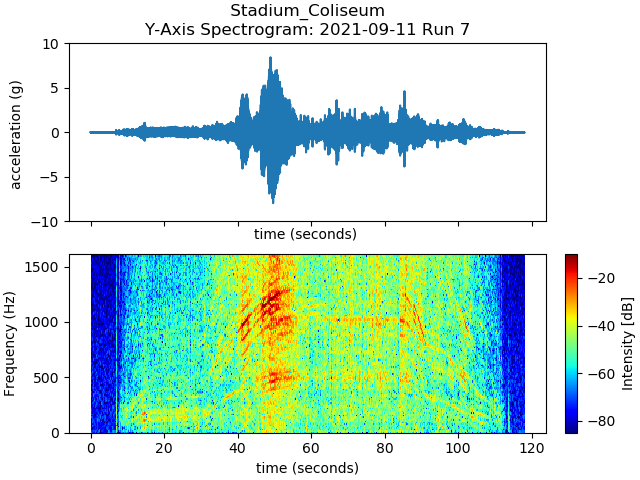 Stadium_Coliseum
Y-Axis Spectrogram: 2021-09-11 Run 7
10
5
0
−5
−10
acceleration (g)
time (seconds)
1500
1000
500
0
Frequency (Hz)
0 20 40 60 80 100 120
time (seconds)
−20
−40
−60
−80
Intensity [dB]